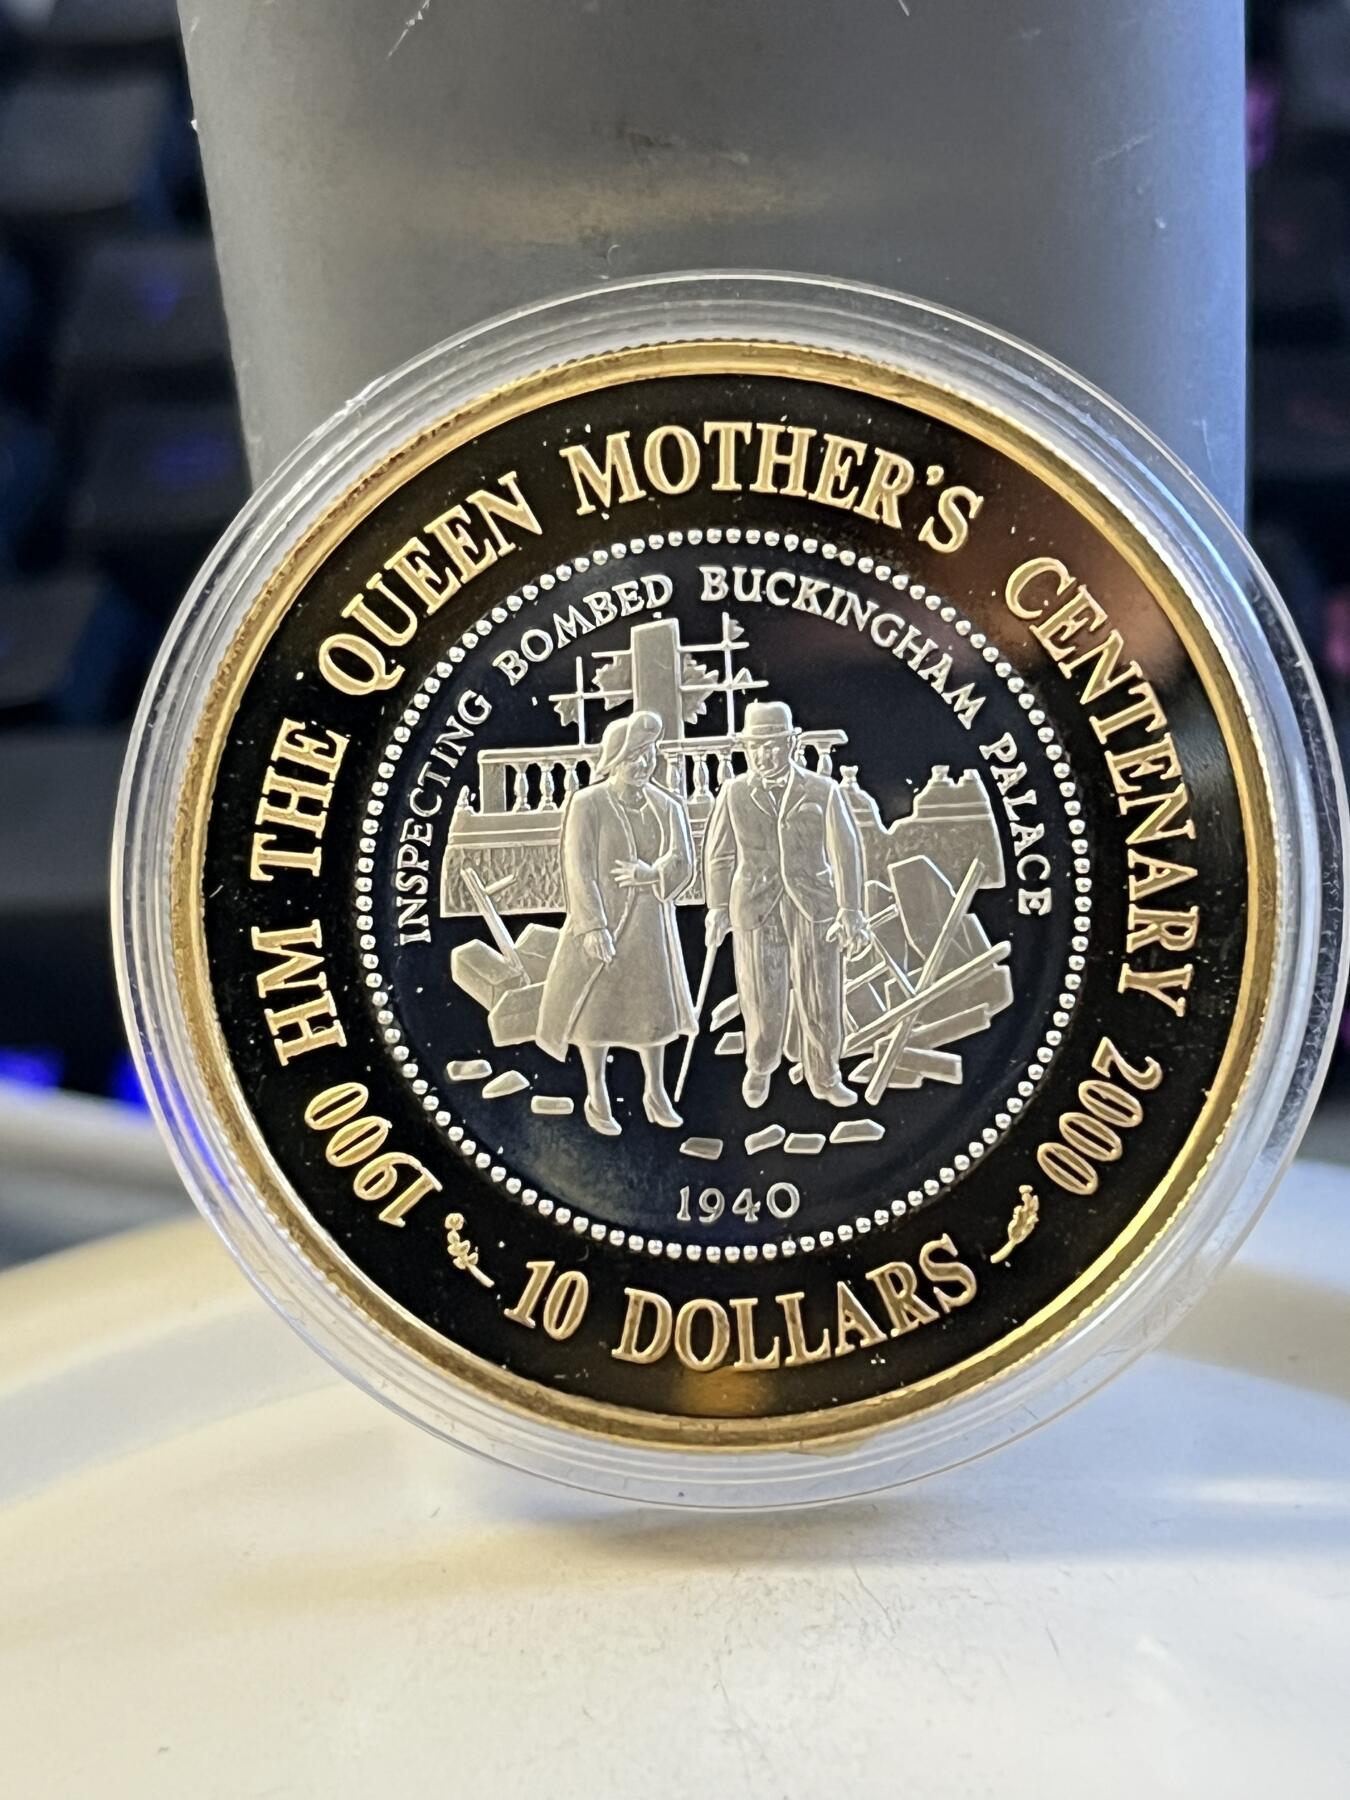 1900 HM THE QUEEN MOTHER'S CENTENARY 2000
INSPECTING BOMBED BUCKINGHAM PALACE
1940
10 DOLLARS